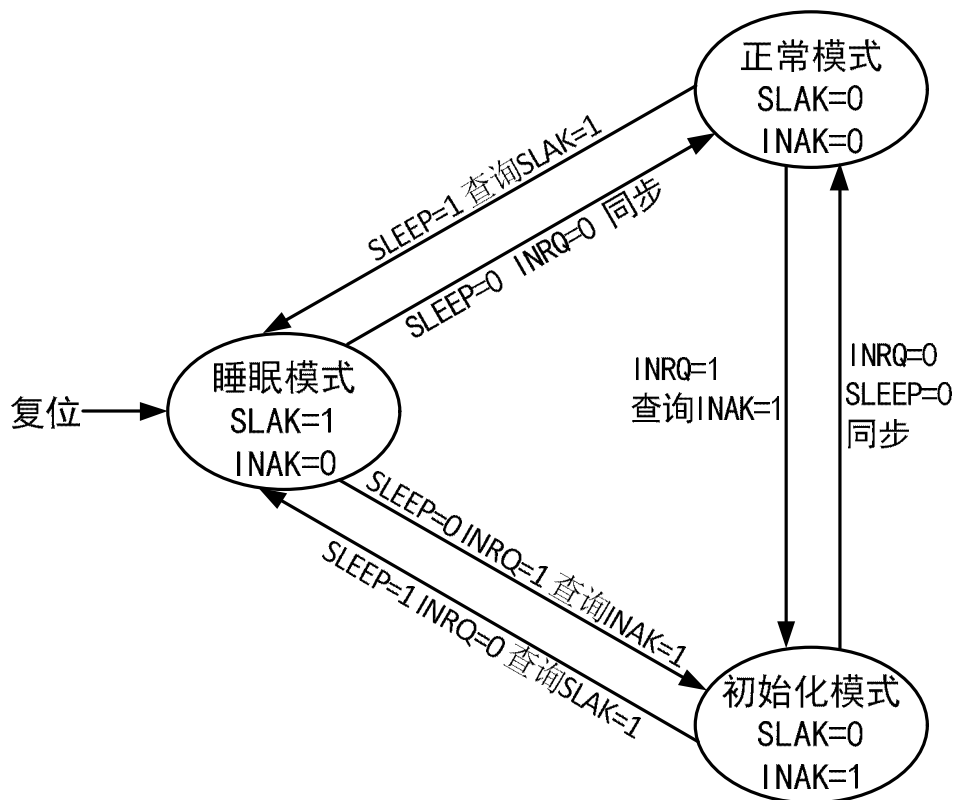 正常模式
SLAK=0
INAK=0
SLEEP=1 查询SLAK=1
SLEEP=0 INRQ=0 同步
复位
睡眠模式
SLAK=1
INAK=0
INRQ=1
查询INAK=1
INRQ=0
SLEEP=0
同步
SLEEP=0 INRQ=1 查询INAK=1
SLEEP=1 INRQ=0 查询SLAK=1
初始化模式
SLAK=0
INAK=1